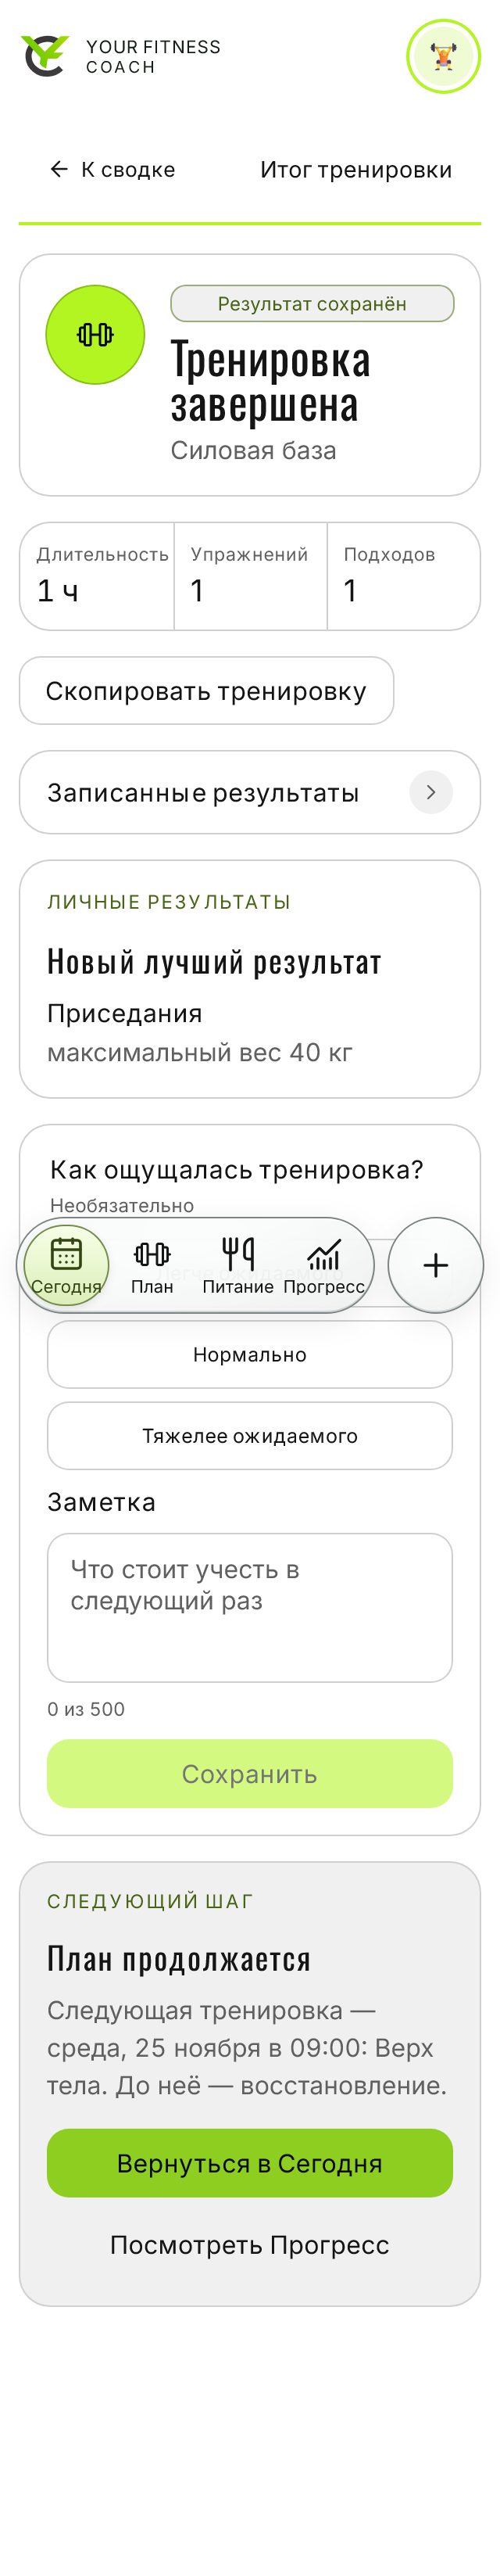 YOUR FITNESS
COACH
К сводке
Итог тренировки
Результат сохранён
Тренировка
завершена
Силовая база
Длительность
1 ч
Упражнений
1
Подходов
1
Скопировать тренировку
Записанные результаты
ЛИЧНЫЕ РЕЗУЛЬТАТЫ
Новый лучший результат
Приседания
максимальный вес 40 кг
Как ощущалась тренировка?
Необязательно
Сегодня
План
Питание
Прогресс
Нормально
Тяжелее ожидаемого
Заметка
Что стоит учесть в
следующий раз
0 из 500
Сохранить
СЛЕДУЮЩИЙ ШАГ
План продолжается
Следующая тренировка —
среда, 25 ноября в 09:00: Верх
тела. До неё — восстановление.
Вернуться в Сегодня
Посмотреть Прогресс